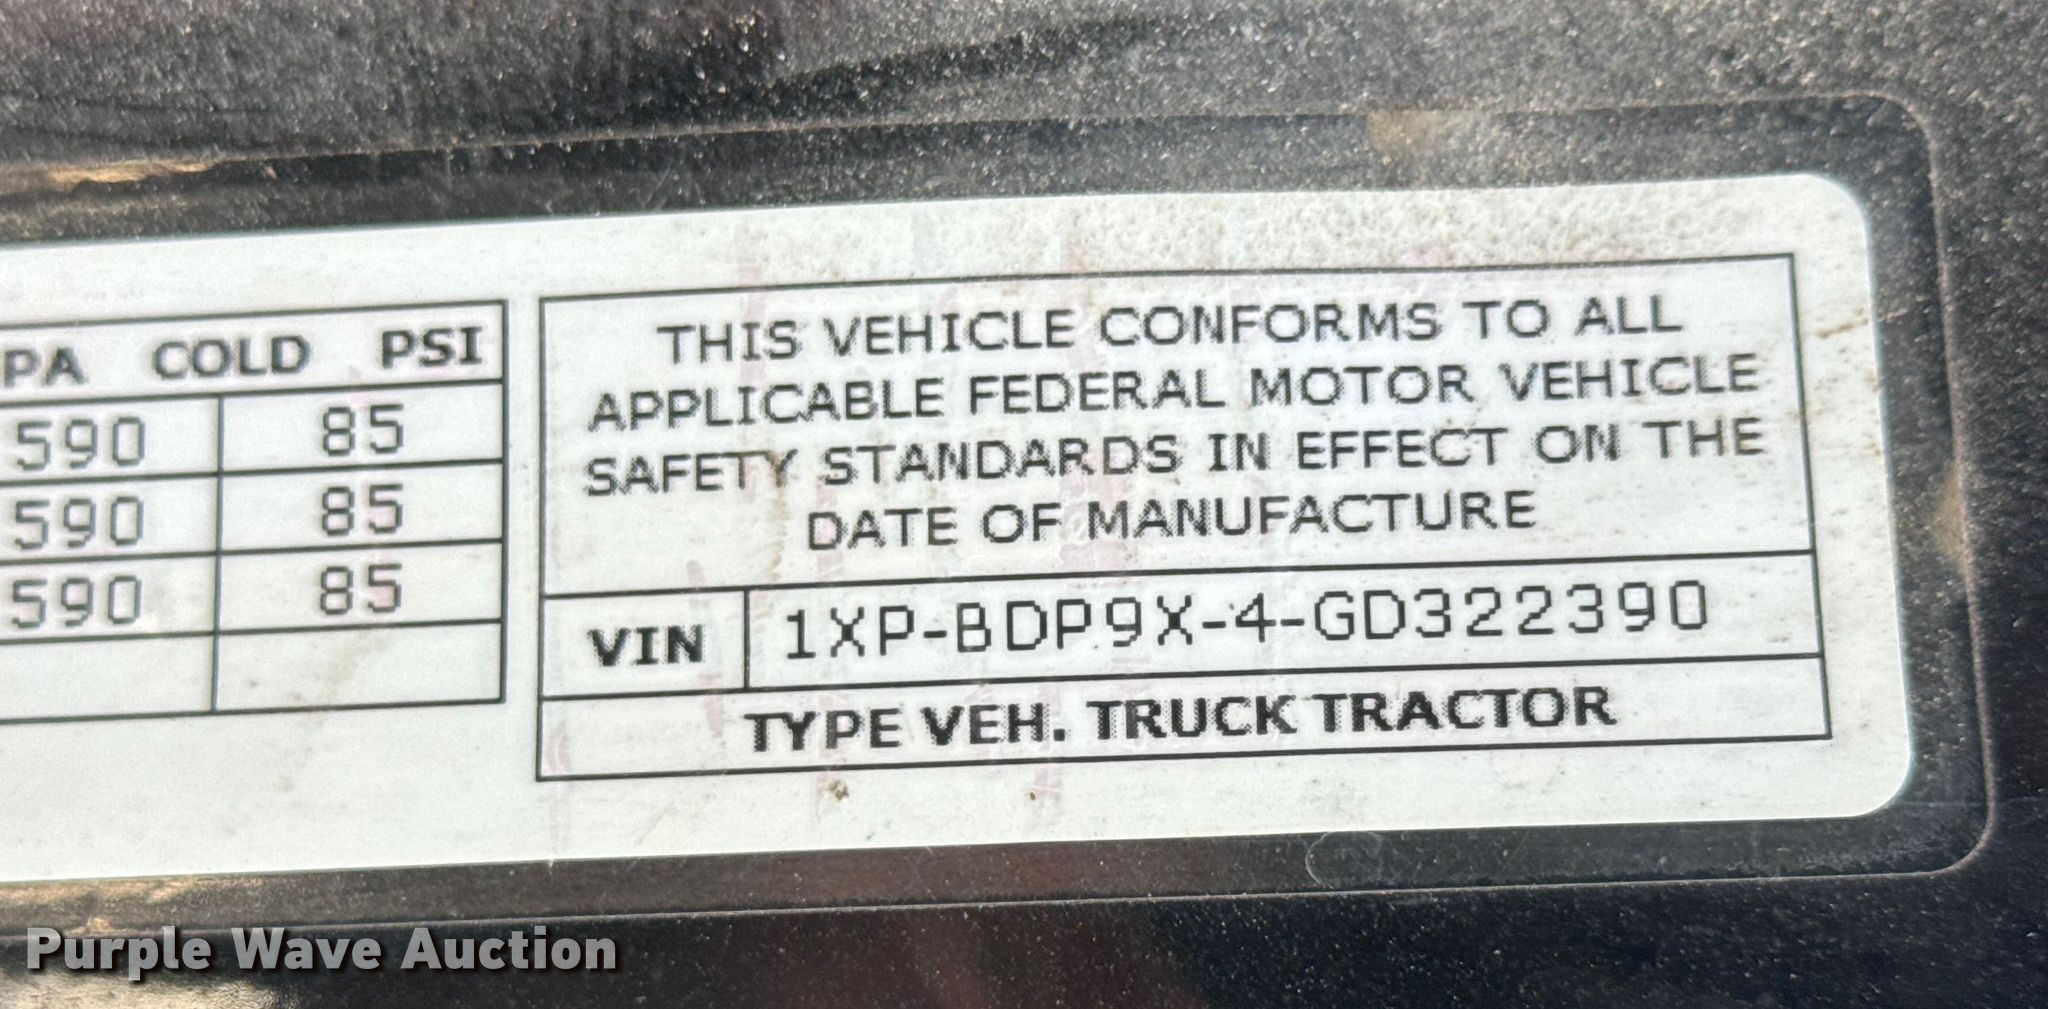 PA COLD PSI
590 85
590 85
590 85
THIS VEHICLE CONFORMS TO ALL
APPLICABLE FEDERAL MOTOR VEHICLE
SAFETY STANDARDS IN EFFECT ON THE
DATE OF MANUFACTURE
VIN 1XP-BDP9X-4-GD322390
TYPE VEH. TRUCK TRACTOR
Purple Wave Auction